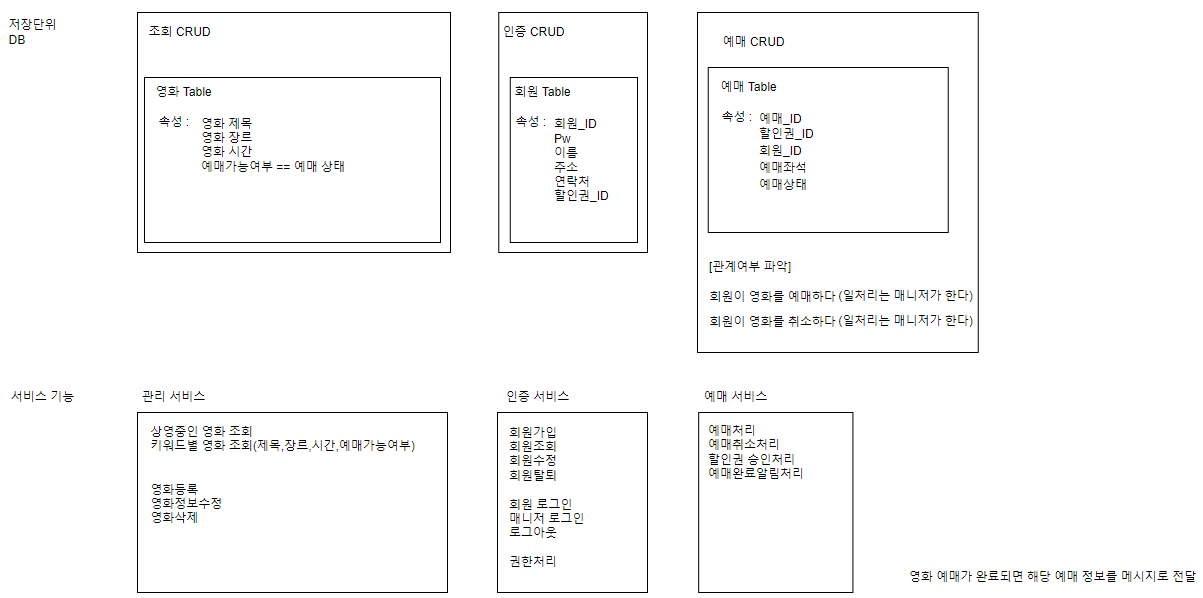 저장단위
DB
조회 CRUD
영화 Table
속성 : 영화 제목
영화 장르
영화 시간
예매가능여부 == 예매 상태
인증 CRUD
회원 Table
속성 : 회원_ID
Pw
이름
주소
연락처
할인권_ID
예매 CRUD
예매 Table
속성 : 예매_ID
할인권_ID
회원_ID
예매좌석
예매상태
[관계여부 파악]
회원이 영화를 예매하다 (일처리는 매니저가 한다)
회원이 영화를 취소하다 (일처리는 매니저가 한다)
서비스 기능
관리 서비스
상영중인 영화 조회
키워드별 영화 조회(제목,장르,시간,예매가능여부)
영화등록
영화정보수정
영화삭제
인증 서비스
회원가입
회원조회
회원수정
회원탈퇴
회원 로그인
매니저 로그인
로그아웃
권한처리
예매 서비스
예매처리
예매취소처리
할인권 승인처리
예매완료알림처리
영화 예매가 완료되면 해당 예매 정보를 메시지로 전달